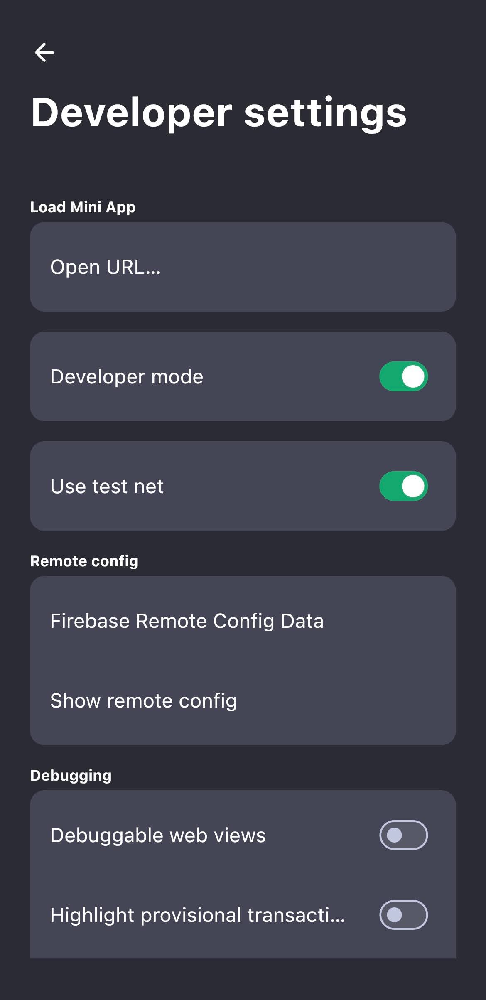 Developer settings
Load Mini App
Open URL...
Developer mode
Use test net
Remote config
Firebase Remote Config Data
Show remote config
Debugging
Debuggable web views
Highlight provisional transacti...